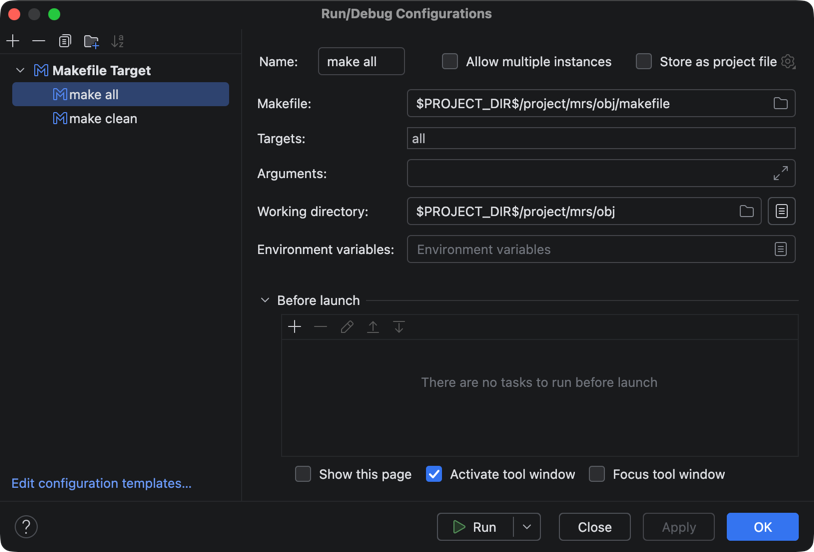 Run/Debug Configurations
Makefile Target
make all
make clean
Edit configuration templates...
Name: make all Allow multiple instances Store as project file
Makefile: $PROJECT_DIR$/project/mrs/obj/makefile
Targets: all
Arguments:
Working directory: $PROJECT_DIR$/project/mrs/obj
Environment variables: Environment variables
Before launch
There are no tasks to run before launch
Show this page Activate tool window Focus tool window
? Run Close Apply OK